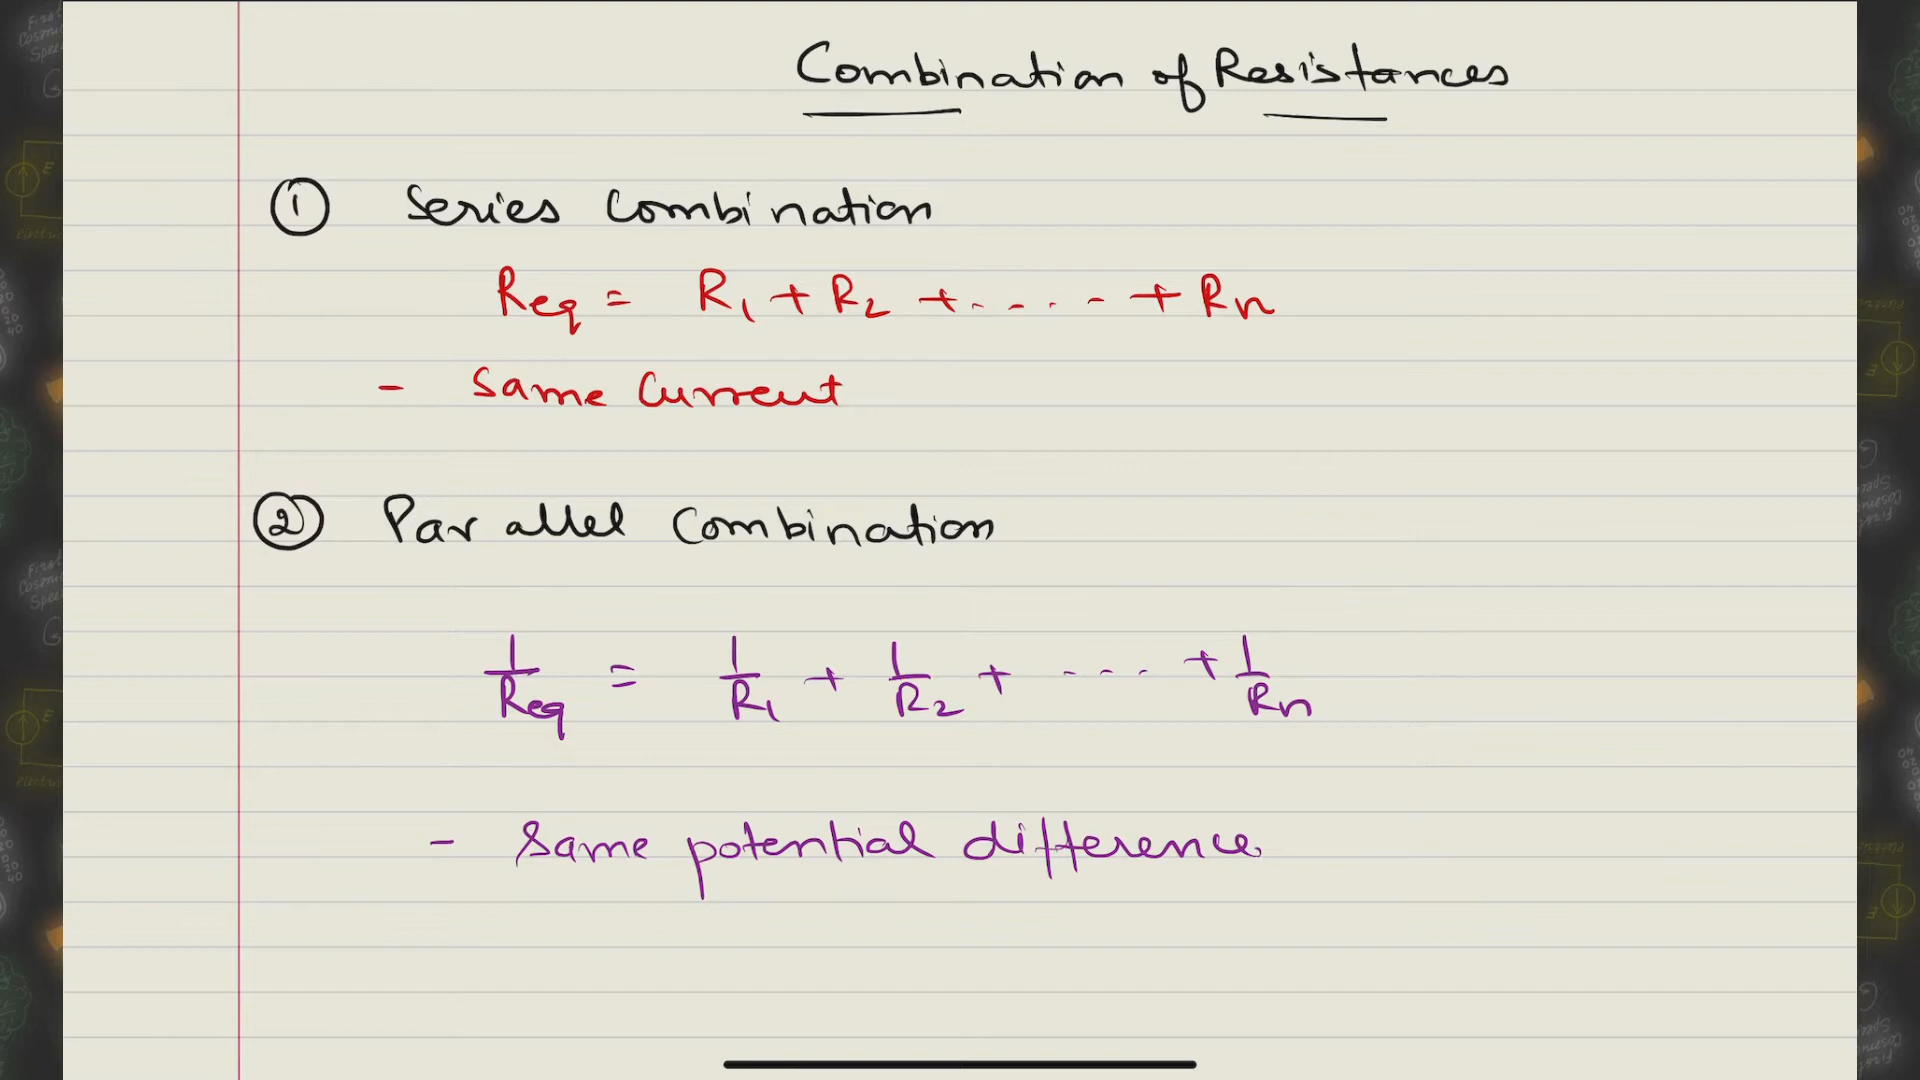 Combination of Resistances
① Series Combination
Req = R₁ + R₂ + ..... + Rn
- Same Current
② Parallel Combination
1/Req = 1/R₁ + 1/R₂ + .... + 1/Rn
- Same potential difference